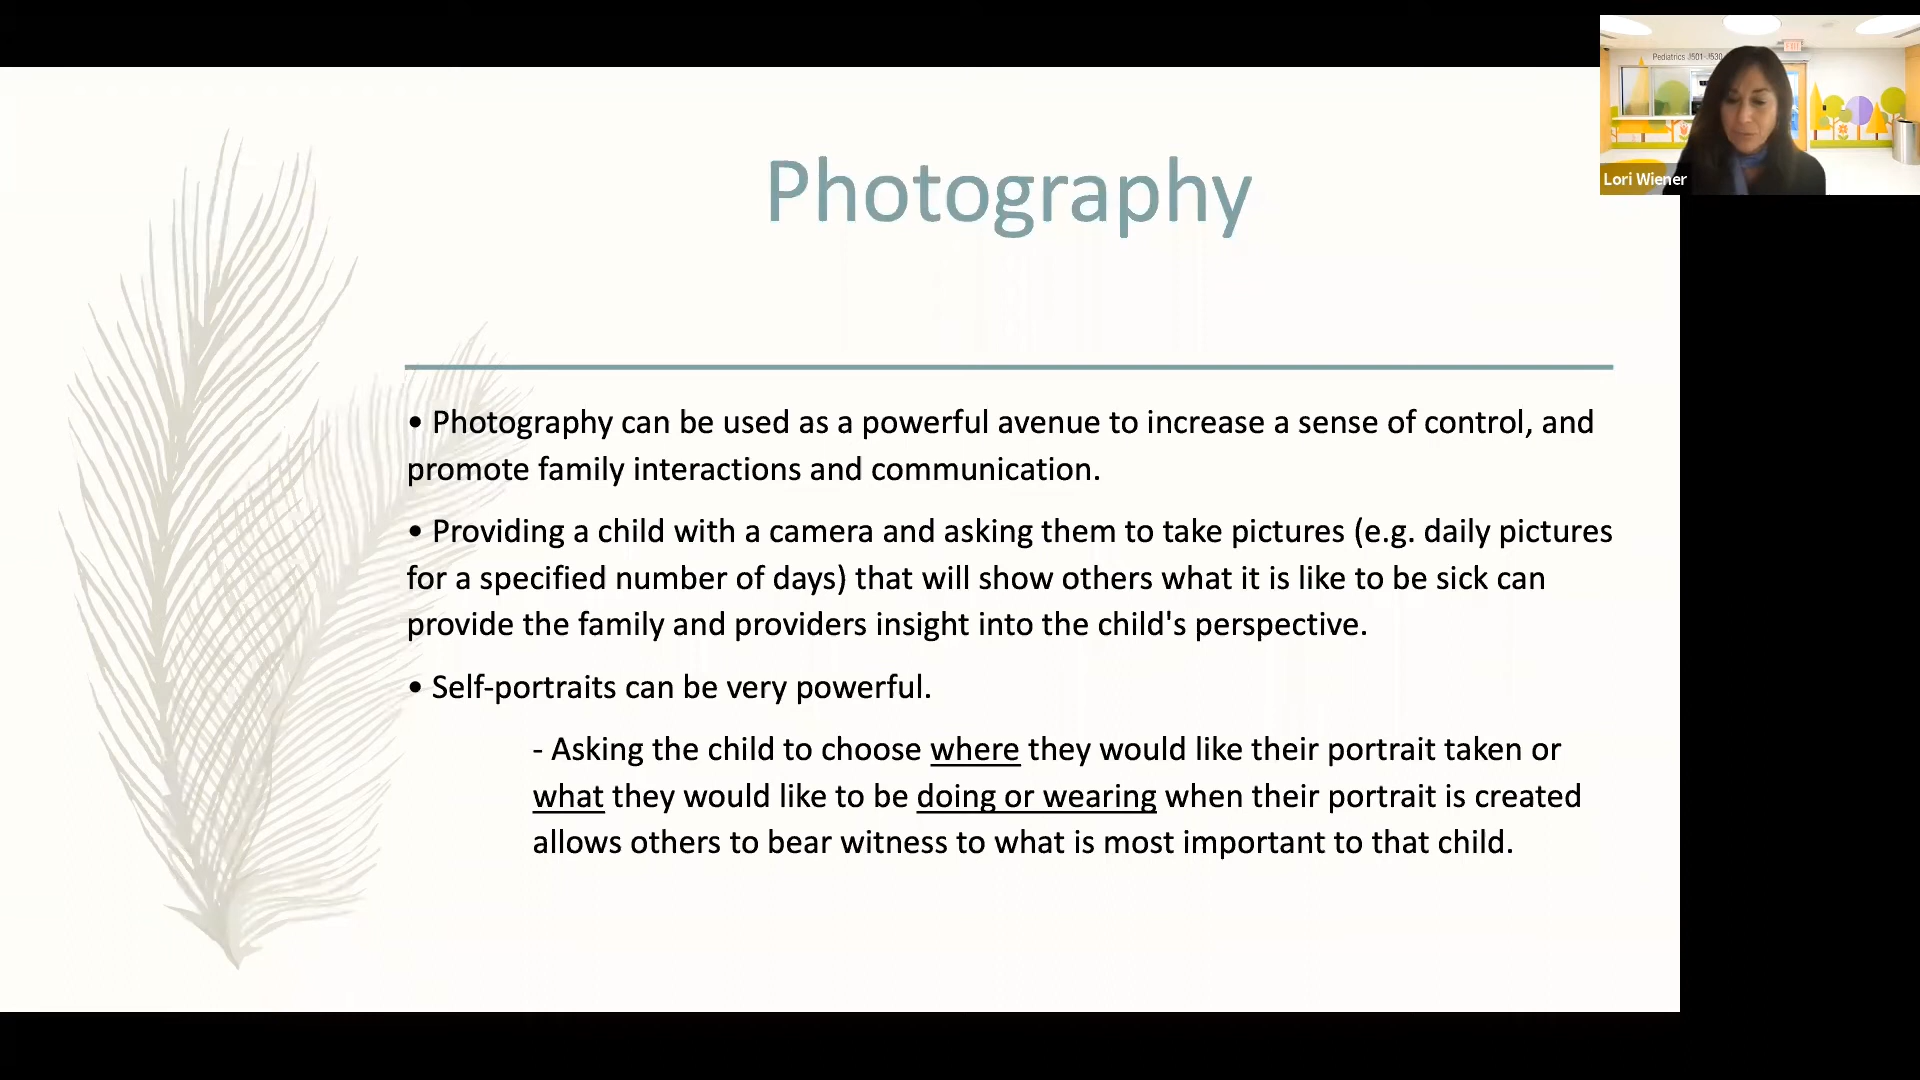 Pediatrics J501-J530
EXIT
Lori Wiener
Photography
• Photography can be used as a powerful avenue to increase a sense of control, and
promote family interactions and communication.
• Providing a child with a camera and asking them to take pictures (e.g. daily pictures
for a specified number of days) that will show others what it is like to be sick can
provide the family and providers insight into the child's perspective.
• Self-portraits can be very powerful.
- Asking the child to choose where they would like their portrait taken or
what they would like to be doing or wearing when their portrait is created
allows others to bear witness to what is most important to that child.